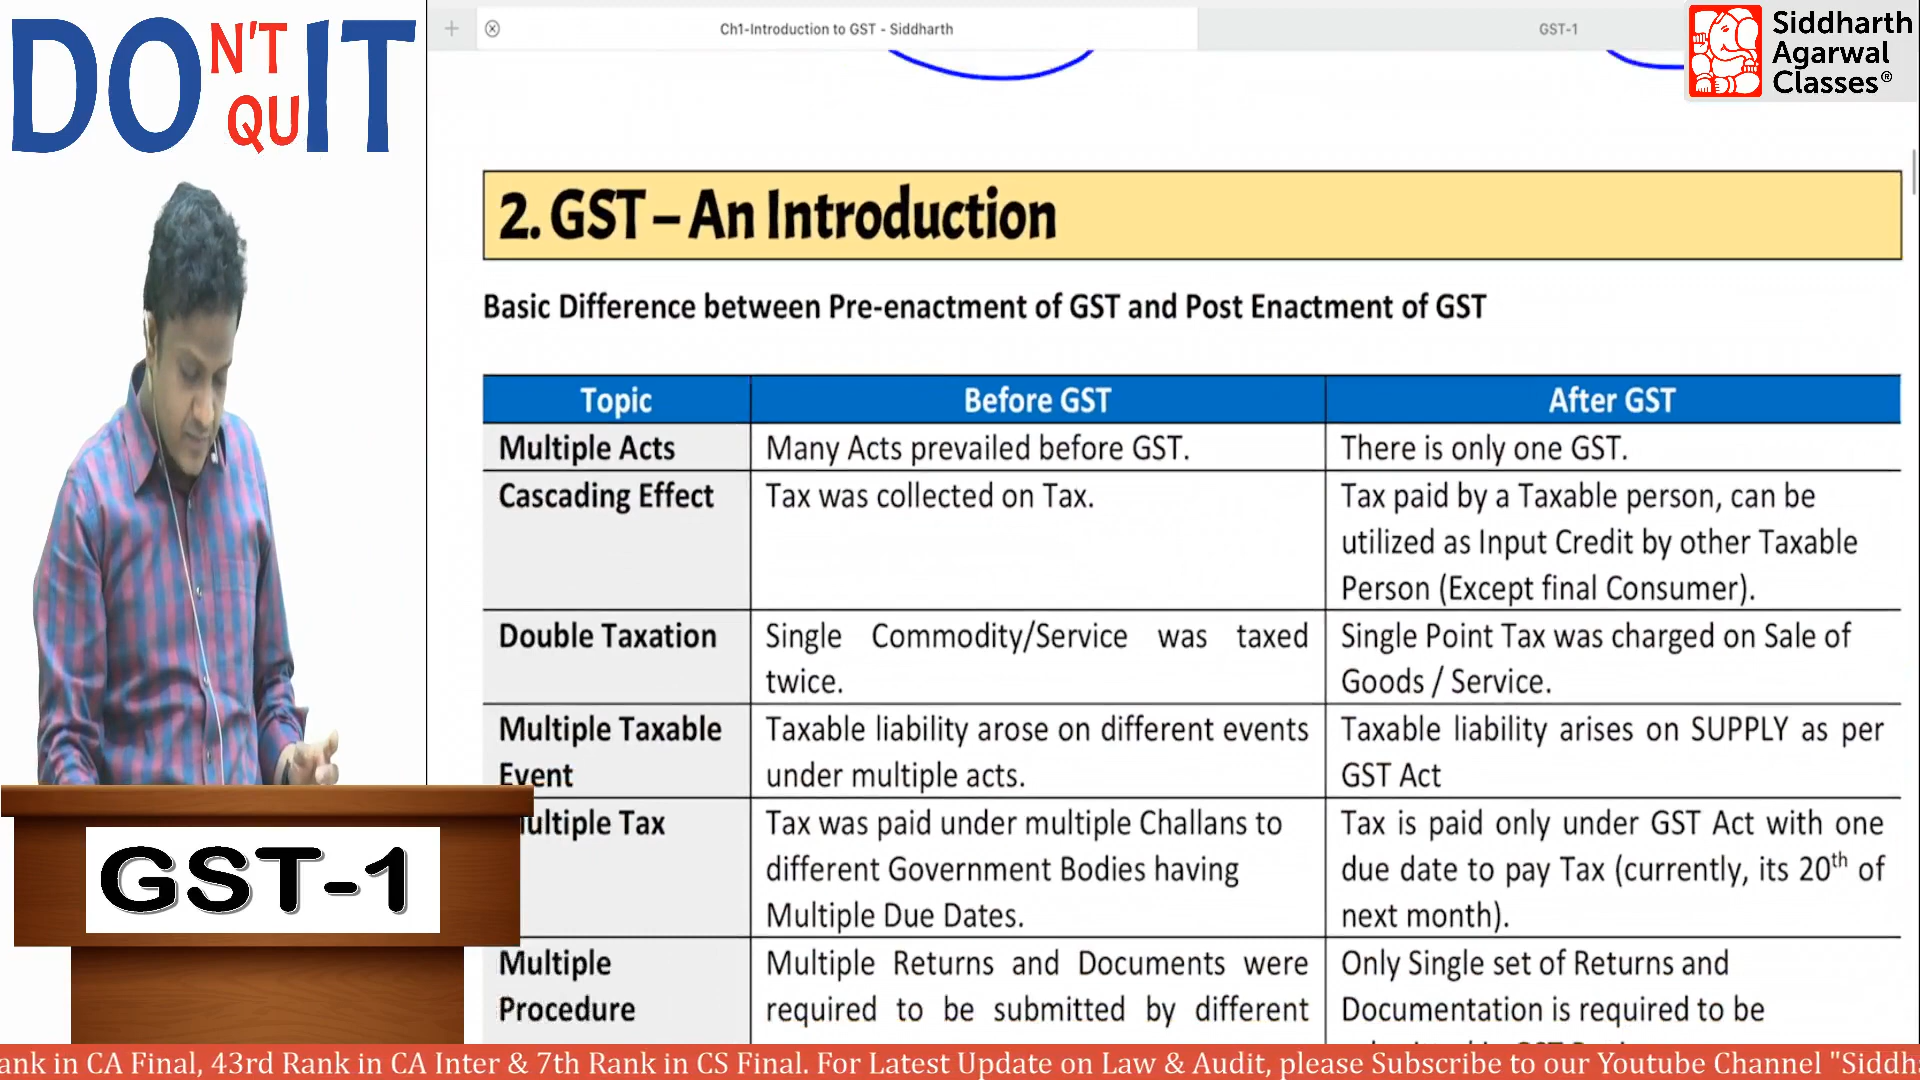 DON'T QUIT
Ch1-Introduction to GST - Siddharth
GST-1
Siddharth
Agarwal
Classes®
2. GST – An Introduction
Basic Difference between Pre-enactment of GST and Post Enactment of GST
Topic Before GST After GST
Multiple Acts Many Acts prevailed before GST. There is only one GST.
Cascading Effect Tax was collected on Tax. Tax paid by a Taxable person, can be
utilized as Input Credit by other Taxable
Person (Except final Consumer).
Double Taxation Single Commodity/Service was taxed Single Point Tax was charged on Sale of
twice. Goods / Service.
Multiple Taxable Taxable liability arose on different events Taxable liability arises on SUPPLY as per
Event under multiple acts. GST Act
ultiple Tax Tax was paid under multiple Challans to Tax is paid only under GST Act with one
different Government Bodies having due date to pay Tax (currently, its 20th of
Multiple Due Dates. next month).
Multiple Multiple Returns and Documents were Only Single set of Returns and
Procedure required to be submitted by different Documentation is required to be
GST-1
ank in CA Final, 43rd Rank in CA Inter & 7th Rank in CS Final. For Latest Update on Law & Audit, please Subscribe to our Youtube Channel "Siddh